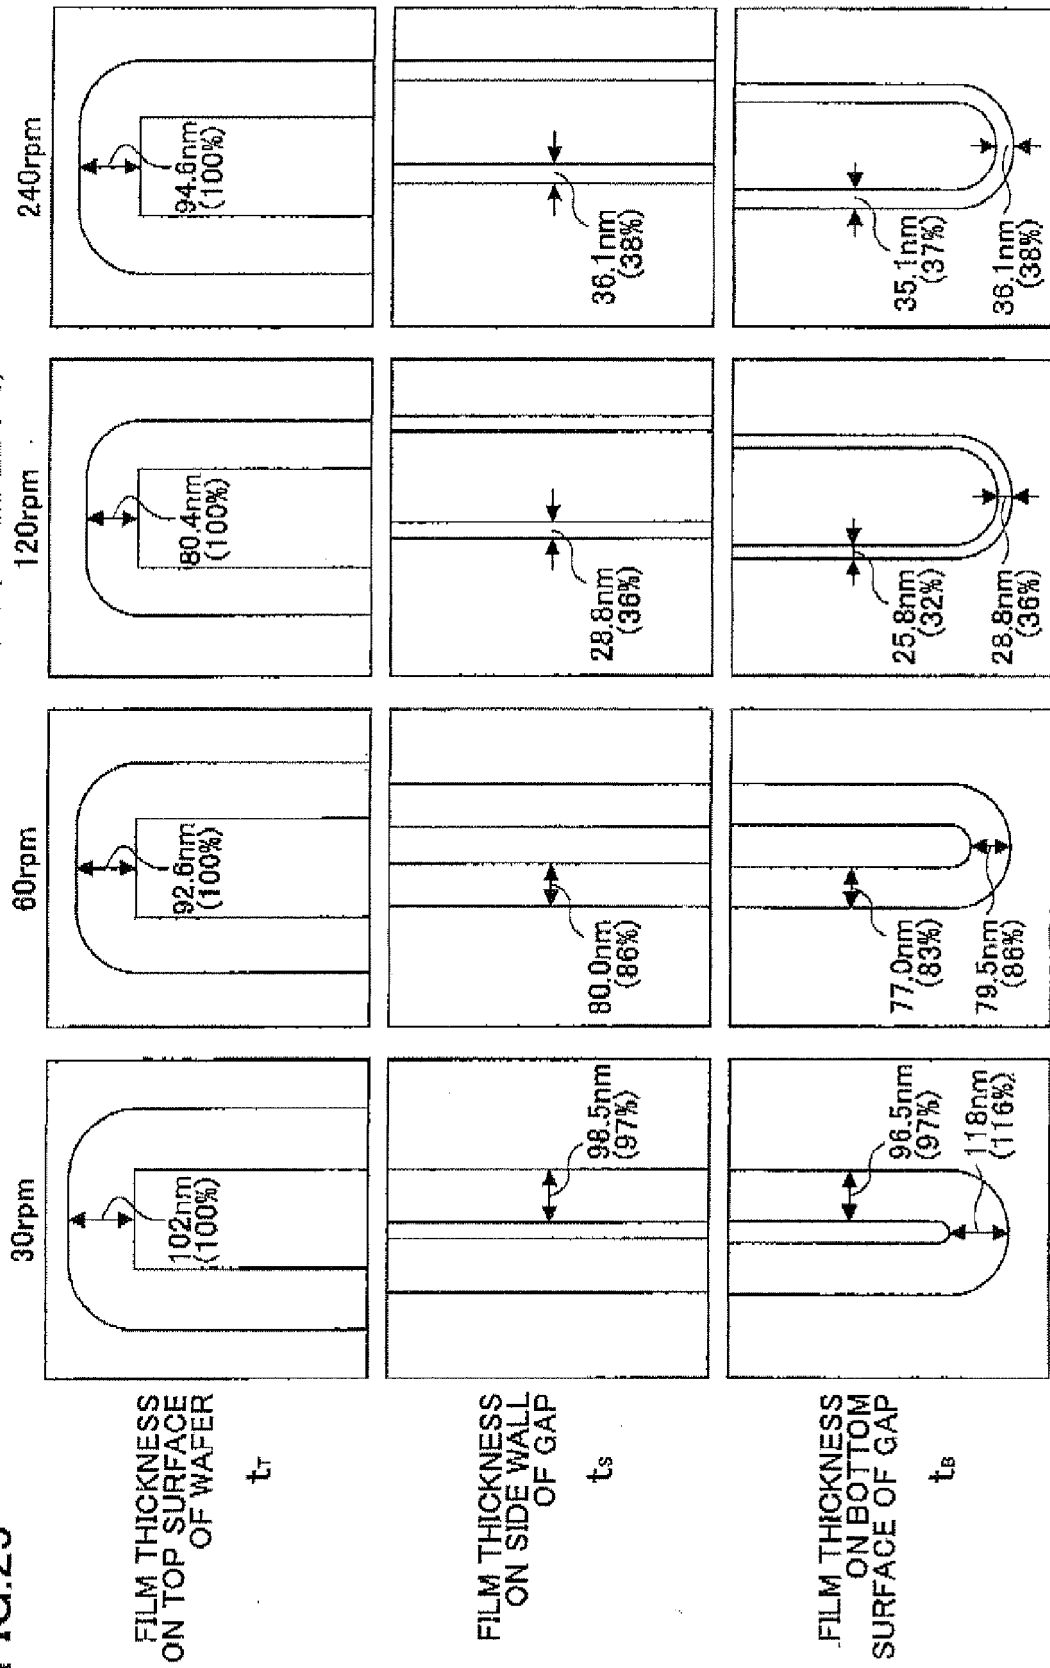 30rpm
60rpm
120rpm
240rpm
FILM THICKNESS
ON TOP SURFACE
OF WAFER
tT
102nm
(100%)
92.6nm
(100%)
80.4nm
(100%)
94.6nm
(100%)
FILM THICKNESS
ON SIDE WALL
OF GAP
ts
98.5nm
(97%)
80.0nm
(86%)
28.8nm
(36%)
36.1nm
(38%)
FILM THICKNESS
ON BOTTOM
SURFACE OF GAP
tB
96.5nm
(97%)
118nm
(116%)
77.0nm
(83%)
79.5nm
(86%)
25.8nm
(32%)
28.8nm
(36%)
35.1nm
(37%)
36.1nm
(38%)